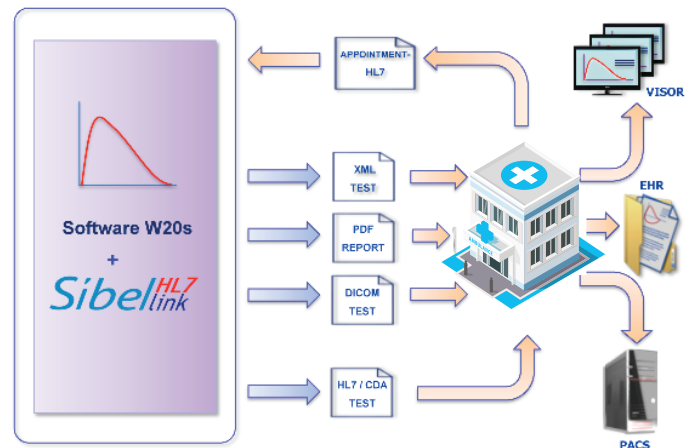 APPOINTMENT-
HL7
VISOR
XML
TEST
EHR
Software W20s
+
Sibel HL7
link
PDF
REPORT
AMBULANCE
DICOM
TEST
HL7 / CDA
TEST
PACS